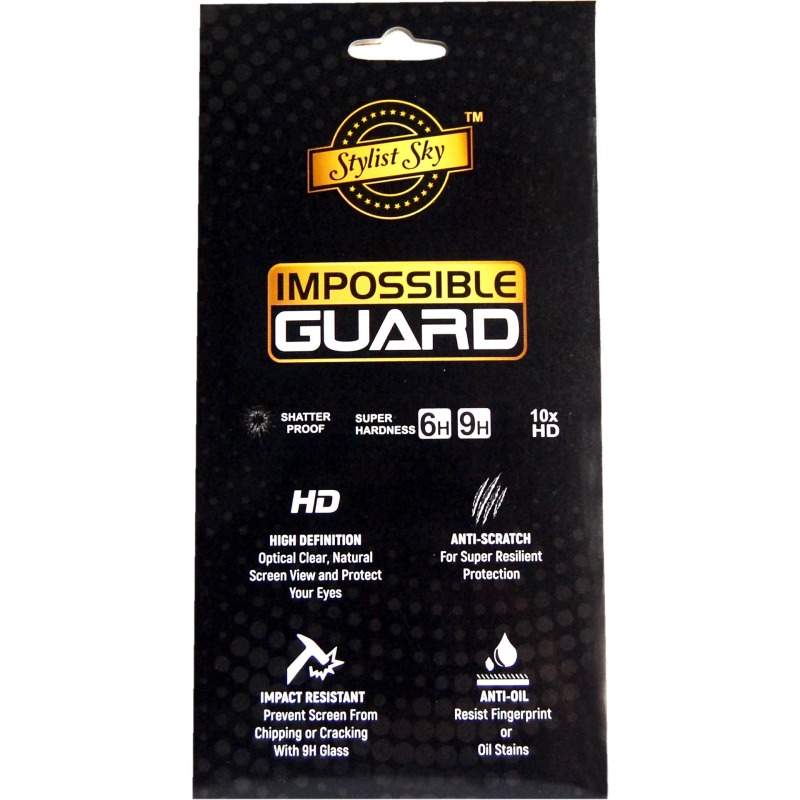 TM
Stylist Sky
IMPOSSIBLE
GUARD
SHATTER
PROOF
SUPER
HARDNESS 6H 9H
10x
HD
HD
HIGH DEFINITION
Optical Clear, Natural
Screen View and Protect
Your Eyes
ANTI-SCRATCH
For Super Resilient
Protection
IMPACT RESISTANT
Prevent Screen From
Chipping or Cracking
With 9H Glass
ANTI-OIL
Resist Fingerprint
or
Oil Stains